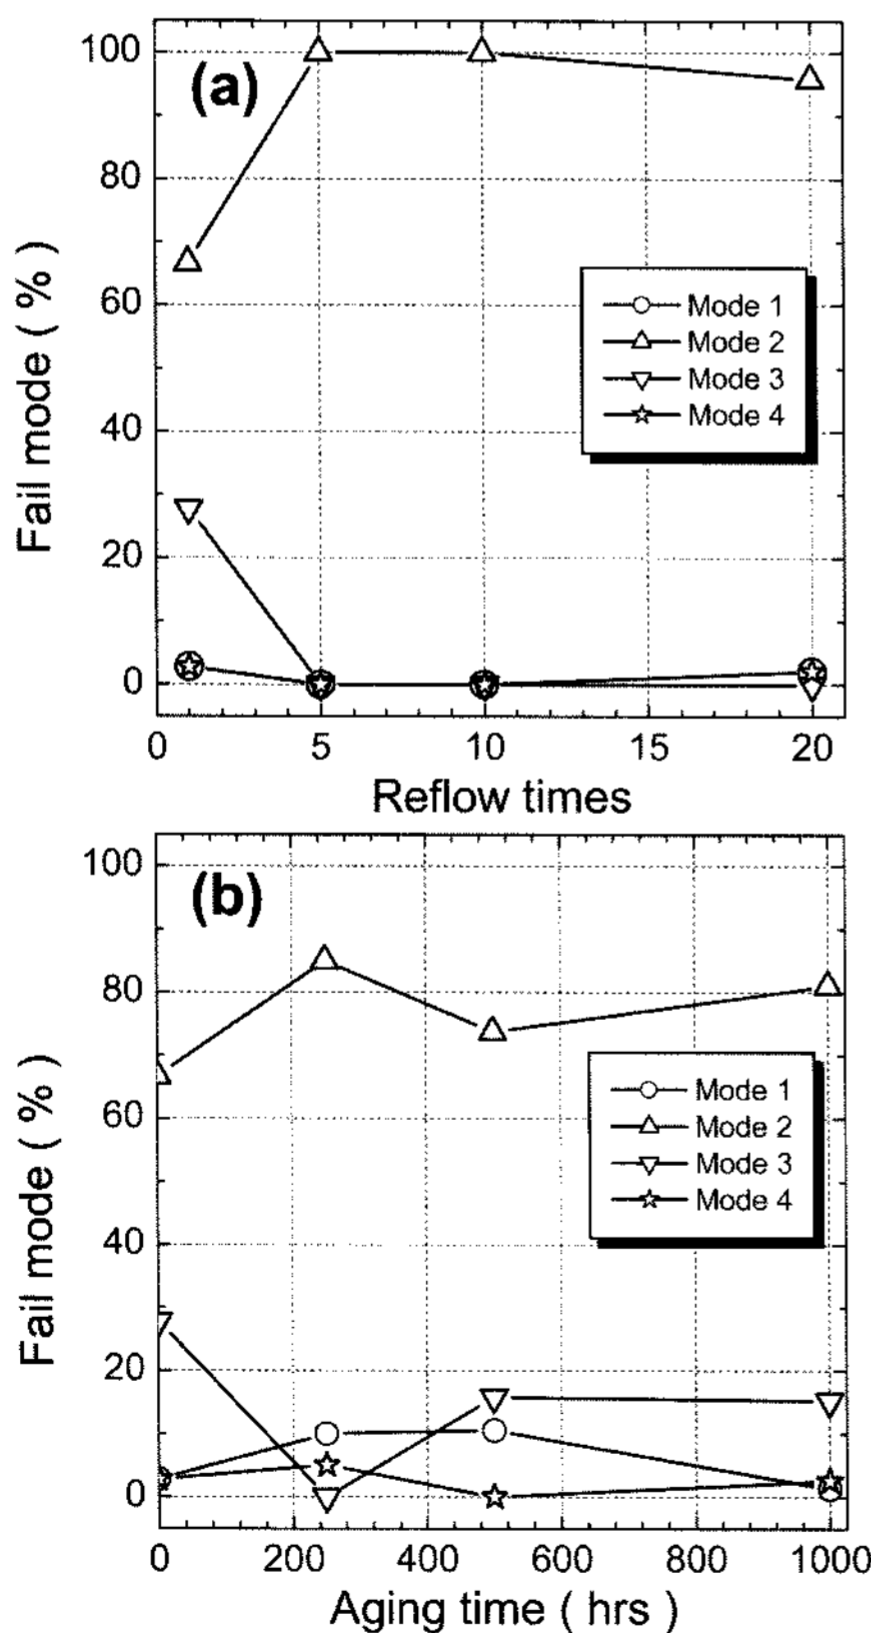 (a)
100
80
60
40
20
0
Fail mode ( % )
Mode 1
Mode 2
Mode 3
Mode 4
0 5 10 15 20
Reflow times
(b)
100
80
60
40
20
0
Fail mode ( % )
Mode 1
Mode 2
Mode 3
Mode 4
0 200 400 600 800 1000
Aging time ( hrs )